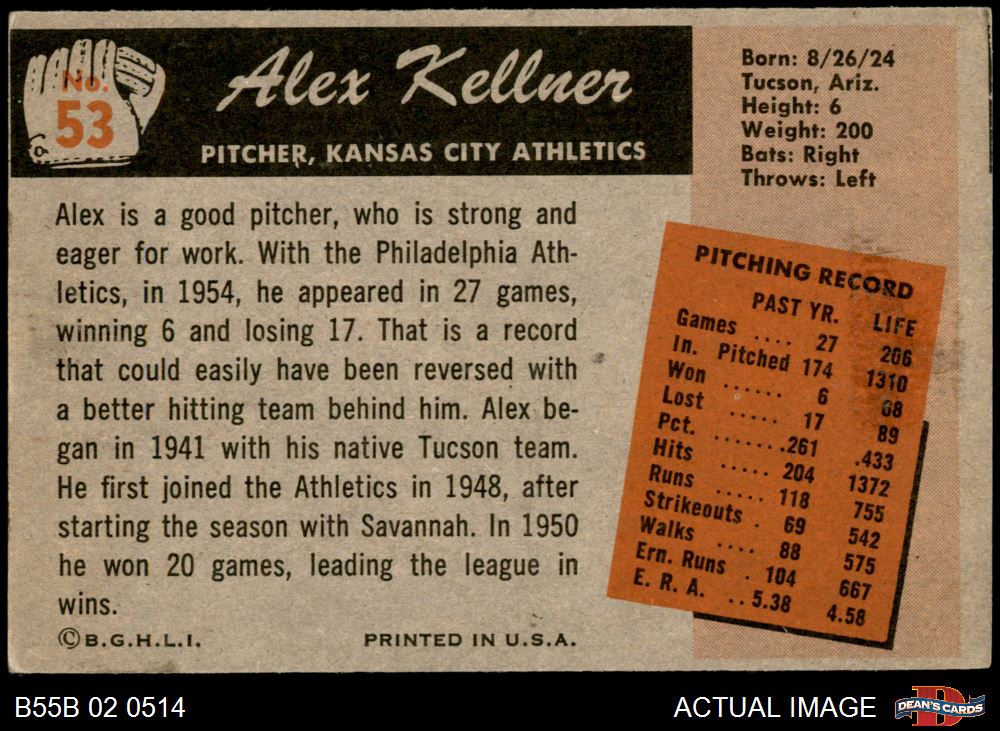 No.
53
Alex Kellner
PITCHER, KANSAS CITY ATHLETICS
Born: 8/26/24
Tucson, Ariz.
Height: 6
Weight: 200
Bats: Right
Throws: Left
Alex is a good pitcher, who is strong and
eager for work. With the Philadelphia Ath-
letics, in 1954, he appeared in 27 games,
winning 6 and losing 17. That is a record
that could easily have been reversed with
a better hitting team behind him. Alex be-
gan in 1941 with his native Tucson team.
He first joined the Athletics in 1948, after
starting the season with Savannah. In 1950
he won 20 games, leading the league in
wins.
©B.G.H.L.I. PRINTED IN U.S.A.
PITCHING RECORD
PAST YR. LIFE
Games .... 27 206
In. Pitched 174 1310
Won ...... 6 68
Lost ..... 17 89
Pct. .......261 .433
Hits ..... 204 1372
Runs ..... 118 755
Strikeouts . 69 542
Walks .... 88 575
Ern. Runs . 104 667
E. R. A. ..5.38 4.58
B55B 02 0514 ACTUAL IMAGE
D
DEAN'S CARDS